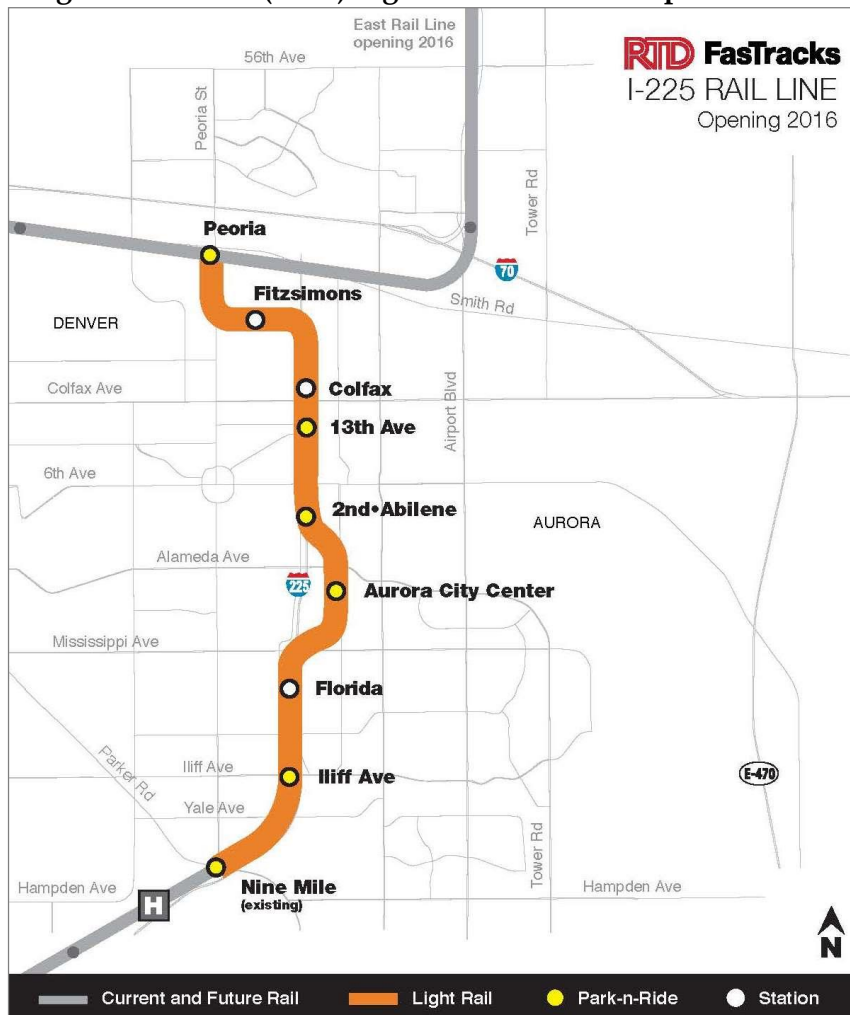 East Rail Line
opening 2016
56th Ave
RTD FasTracks
I-225 RAIL LINE
Opening 2016
Peoria St
Tower Rd
Peoria
70
Fitzsimons
Smith Rd
DENVER
Colfax Ave
Colfax
Airport Blvd
13th Ave
6th Ave
2nd•Abilene
AURORA
Alameda Ave
225
Aurora City Center
Mississippi Ave
Florida
Parker Rd
Iliff Ave
Iliff Ave
E-470
Yale Ave
Tower Rd
Hampden Ave
H
Nine Mile
(existing)
Hampden Ave
N
Current and Future Rail
Light Rail
Park-n-Ride
Station